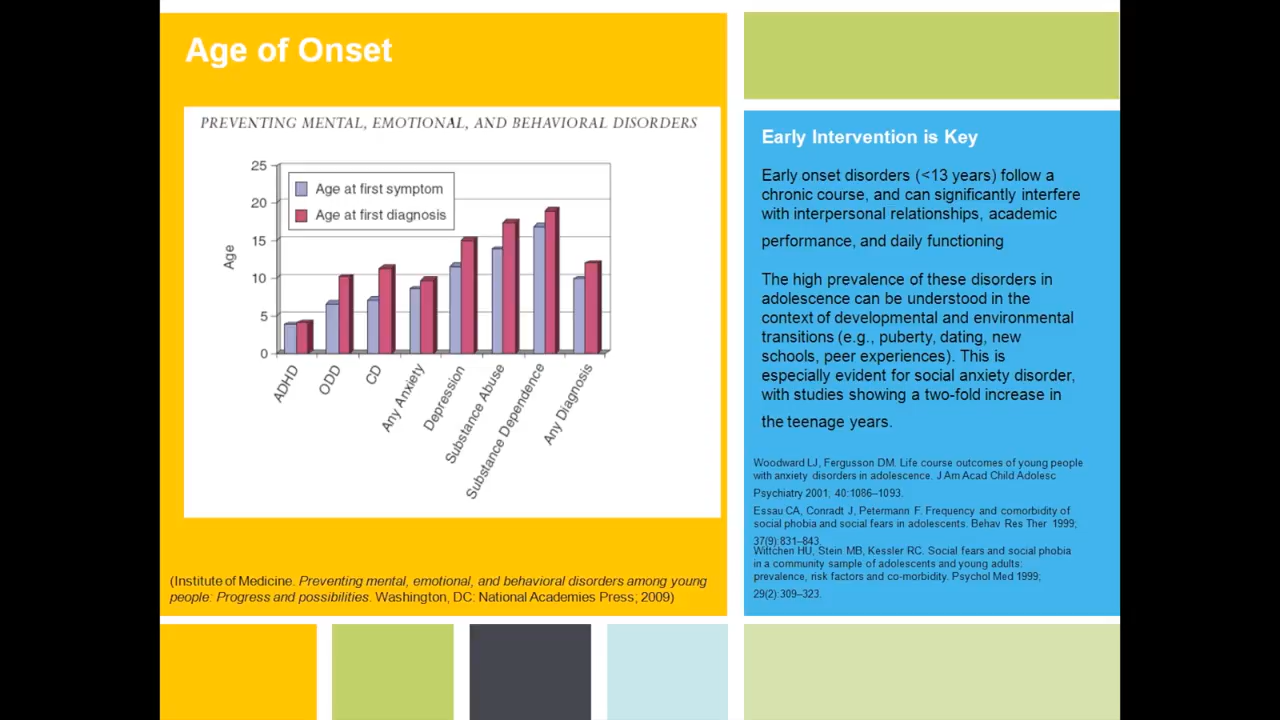 Age of Onset
PREVENTING MENTAL, EMOTIONAL, AND BEHAVIORAL DISORDERS
25
20
15
10
5
0
Age
Age at first symptom
Age at first diagnosis
ADHD
ODD
CD
Any Anxiety
Depression
Substance Abuse
Substance Dependence
Any Diagnosis
(Institute of Medicine. Preventing mental, emotional, and behavioral disorders among young
people: Progress and possibilities. Washington, DC: National Academies Press; 2009)
Early Intervention is Key
Early onset disorders (<13 years) follow a
chronic course, and can significantly interfere
with interpersonal relationships, academic
performance, and daily functioning
The high prevalence of these disorders in
adolescence can be understood in the
context of developmental and environmental
transitions (e.g., puberty, dating, new
schools, peer experiences). This is
especially evident for social anxiety disorder,
with studies showing a two-fold increase in
the teenage years.
Woodward LJ, Fergusson DM. Life course outcomes of young people
with anxiety disorders in adolescence. J Am Acad Child Adolesc
Psychiatry 2001; 40:1086–1093.
Essau CA, Conradt J, Petermann F. Frequency and comorbidity of
social phobia and social fears in adolescents. Behav Res Ther 1999;
37(9):831–843.
Wittchen HU, Stein MB, Kessler RC. Social fears and social phobia
in a community sample of adolescents and young adults:
prevalence, risk factors and co-morbidity. Psychol Med 1999;
29(2):309–323.